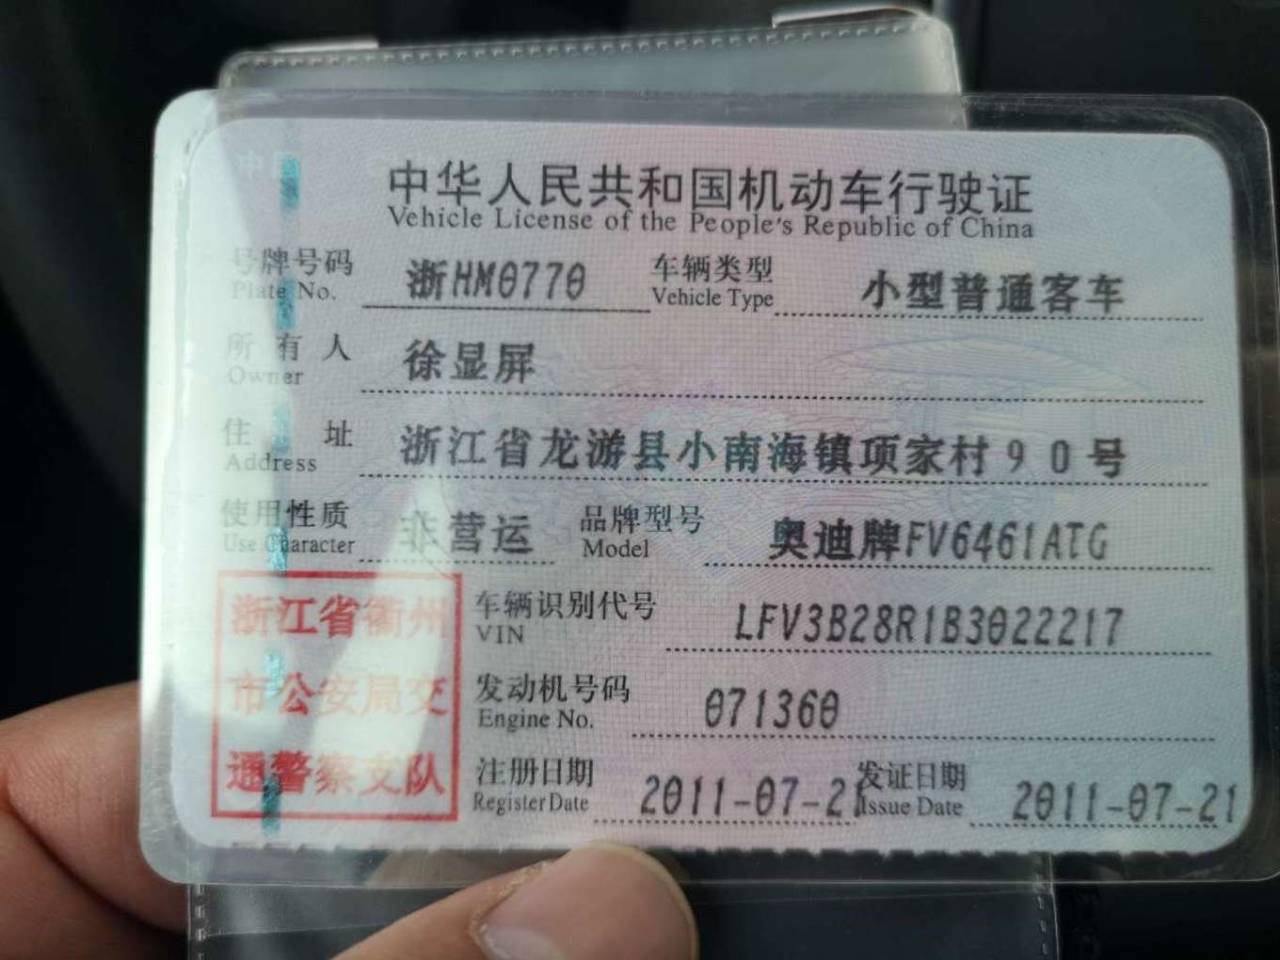 中华人民共和国机动车行驶证
Vehicle License of the People's Republic of China
号牌号码 浙HM0770 车辆类型 小型普通客车
Plate No. Vehicle Type
所有人 徐显屏
Owner
住址 浙江省龙游县小南海镇项家村90号
Address
使用性质 非营运 品牌型号 奥迪牌FV6461ATG
Use Character Model
浙江省衢州
市公安局交
通警察支队
车辆识别代号 LFV3B28R1B3022217
VIN
发动机号码 071360
Engine No.
注册日期 2011-07-21 发证日期 2011-07-21
Register Date Issue Date